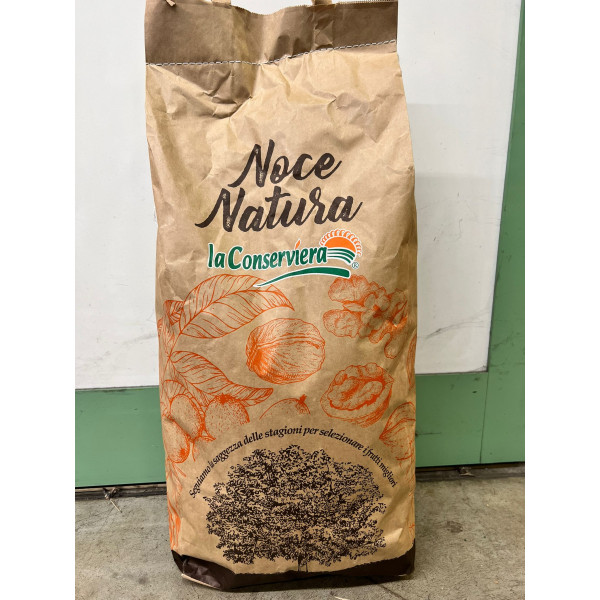 Noce
Natura
la Conserviera
Seguiamo la saggezza delle stagioni per selezionare i frutti migliori